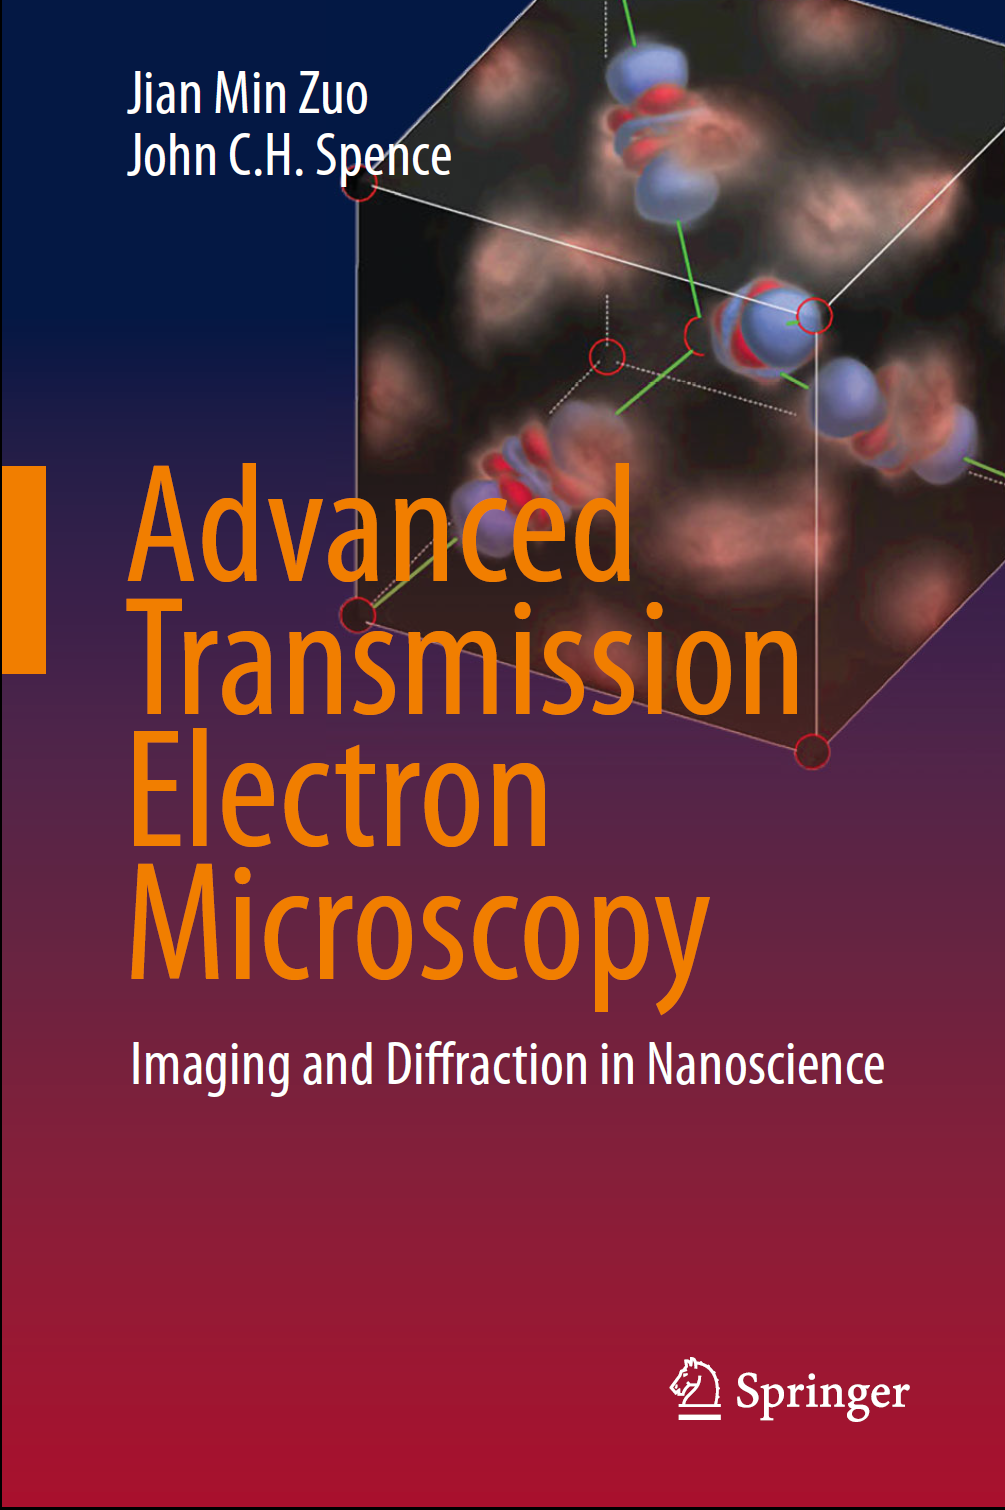 Jian Min Zuo
John C.H. Spence
Advanced
Transmission
Electron
Microscopy
Imaging and Diffraction in Nanoscience
Springer